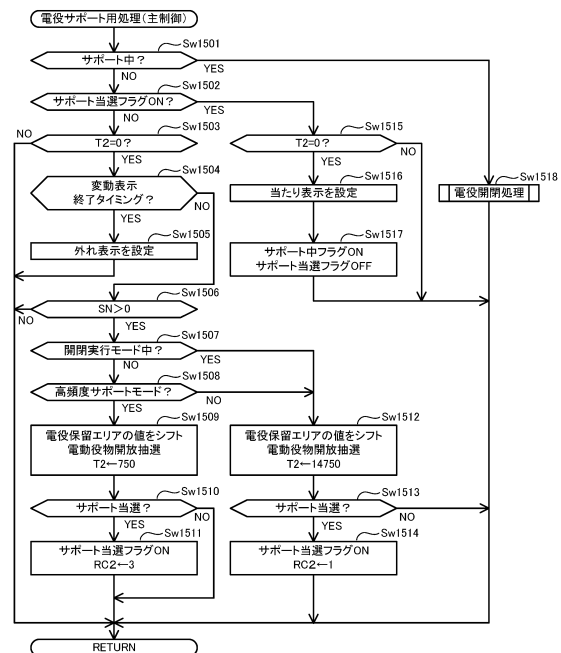 電役サポート用処理(主制御)
Sw1501
サポート中？
YES
NO
Sw1502
サポート当選フラグON？
YES
NO
Sw1503
T2=0？
NO
YES
Sw1504
変動表示
終了タイミング？
NO
YES
Sw1505
外れ表示を設定
Sw1515
T2=0？
NO
YES
Sw1516
当たり表示を設定
Sw1517
サポート中フラグON
サポート当選フラグOFF
Sw1518
電役開閉処理
Sw1506
SN＞0
NO
YES
Sw1507
開閉実行モード中？
YES
NO
Sw1508
高頻度サポートモード？
NO
YES
Sw1509
電役保留エリアの値をシフト
電動役物開放抽選
T2←750
Sw1510
サポート当選？
NO
YES
Sw1511
サポート当選フラグON
RC2←3
Sw1512
電役保留エリアの値をシフト
電動役物開放抽選
T2←14750
Sw1513
サポート当選？
NO
YES
Sw1514
サポート当選フラグON
RC2←1
RETURN